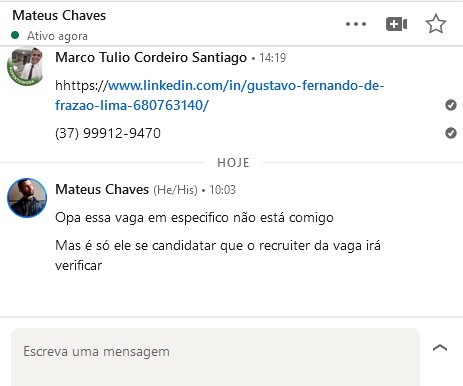 Mateus Chaves
Ativo agora
Marco Tulio Cordeiro Santiago • 14:19
hhttps://www.linkedin.com/in/gustavo-fernando-de-
frazao-lima-680763140/
(37) 99912-9470
HOJE
Mateus Chaves (He/His) • 10:03
Opa essa vaga em especifico não está comigo
Mas é só ele se candidatar que o recruiter da vaga irá
verificar
Escreva uma mensagem